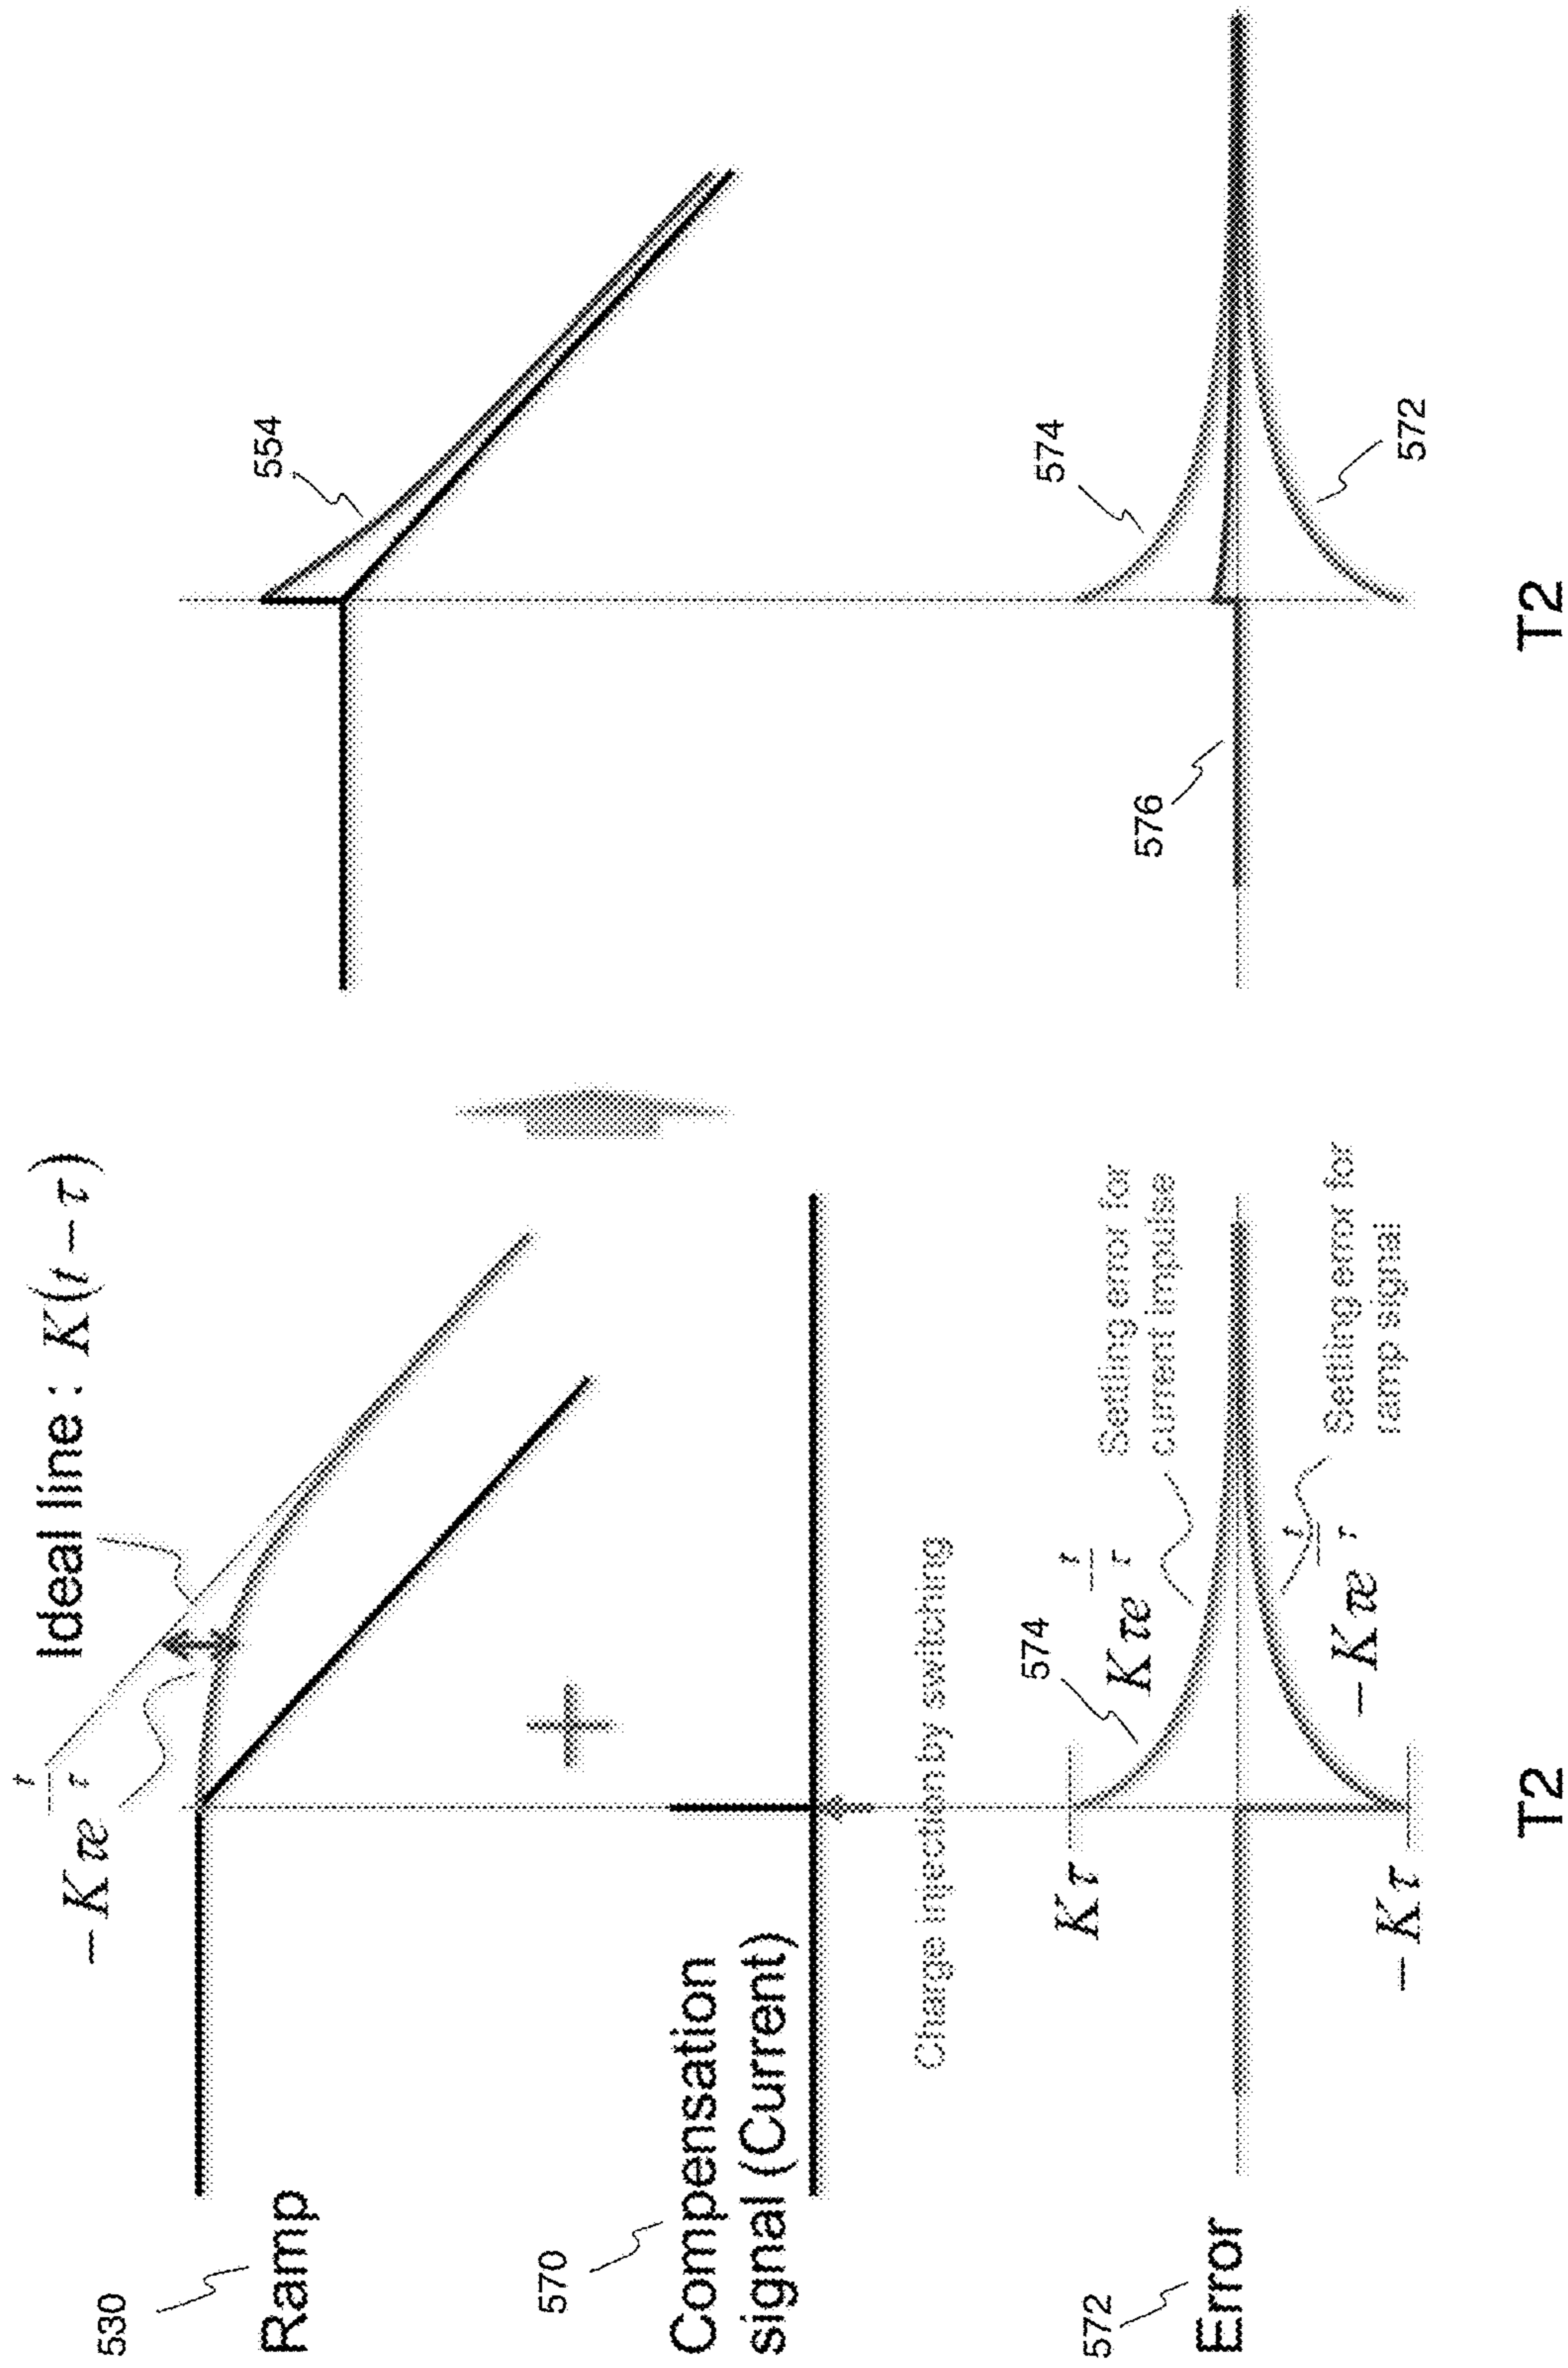 530
Ramp
−Kτe
t
τ
Ideal line : K(t−τ)
570
Compensation
signal (Current)
Charge injection by switching
572
Error
Kτ
−Kτ
574
Kτe
t
τ
Settling error for
current impulse
−Kτe
t
τ
Settling error for
ramp signal
T2
554
574
576
572
T2